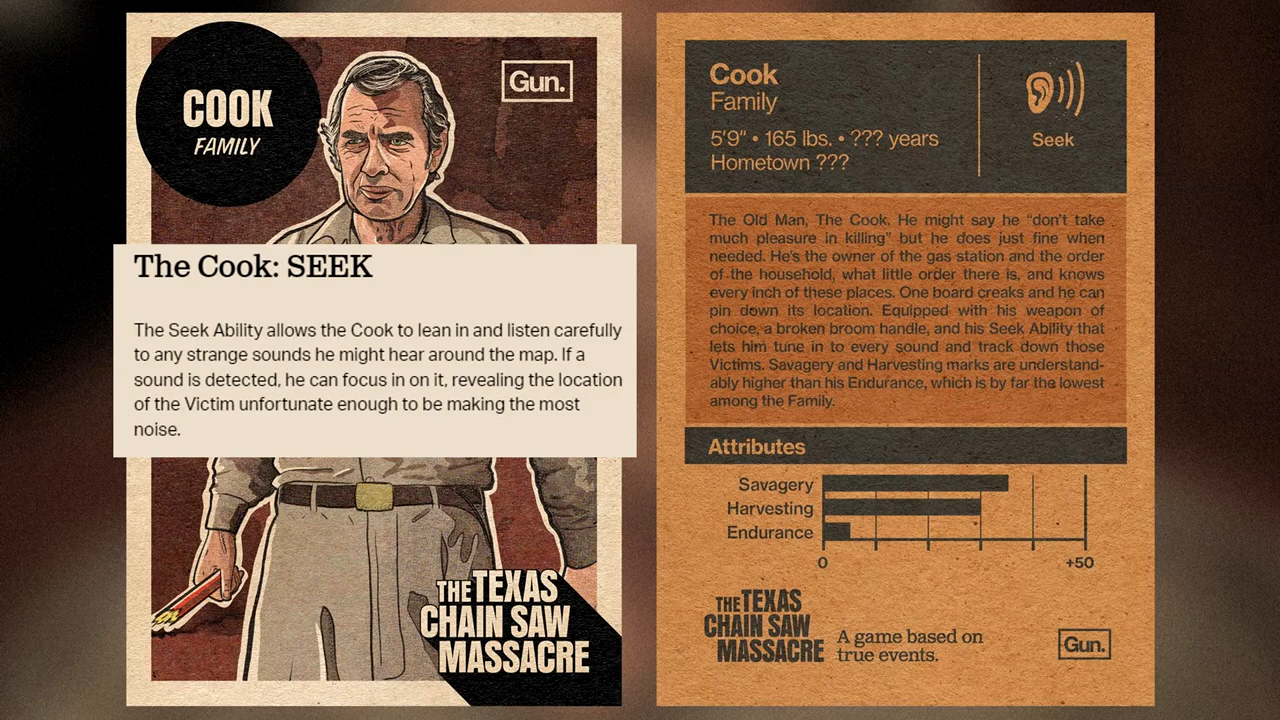 COOK
FAMILY
Gun.
The Cook: SEEK
The Seek Ability allows the Cook to lean in and listen carefully
to any strange sounds he might hear around the map. If a
sound is detected, he can focus in on it, revealing the location
of the Victim unfortunate enough to be making the most
noise.
THE TEXAS
CHAIN SAW
MASSACRE
Cook
Family
5'9" • 165 lbs. • ??? years
Hometown ???
Seek
The Old Man, The Cook. He might say he "don't take
much pleasure in killing" but he does just fine when
needed. He's the owner of the gas station and the order
of the household, what little order there is, and knows
every inch of these places. One board creaks and he can
pin down its location. Equipped with his weapon of
choice, a broken broom handle, and his Seek Ability that
lets him tune in to every sound and track down those
Victims. Savagery and Harvesting marks are understand-
ably higher than his Endurance, which is by far the lowest
among the Family.
Attributes
Savagery
Harvesting
Endurance
0
+50
THE TEXAS
CHAIN SAW
MASSACRE
A game based on
true events.
Gun.